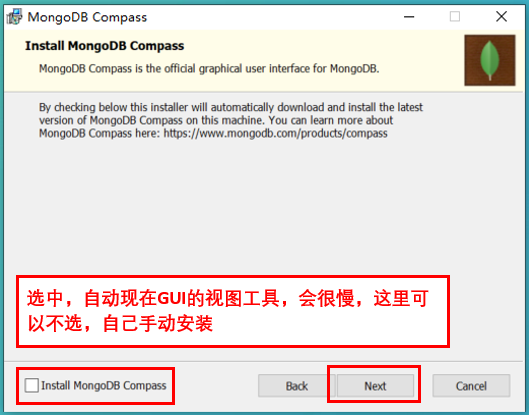 MongoDB Compass
Install MongoDB Compass
MongoDB Compass is the official graphical user interface for MongoDB.
By checking below this installer will automatically download and install the latest
version of MongoDB Compass on this machine. You can learn more about
MongoDB Compass here: https://www.mongodb.com/products/compass
选中，自动现在GUI的视图工具，会很慢，这里可
以不选，自己手动安装
Install MongoDB Compass
Back
Next
Cancel